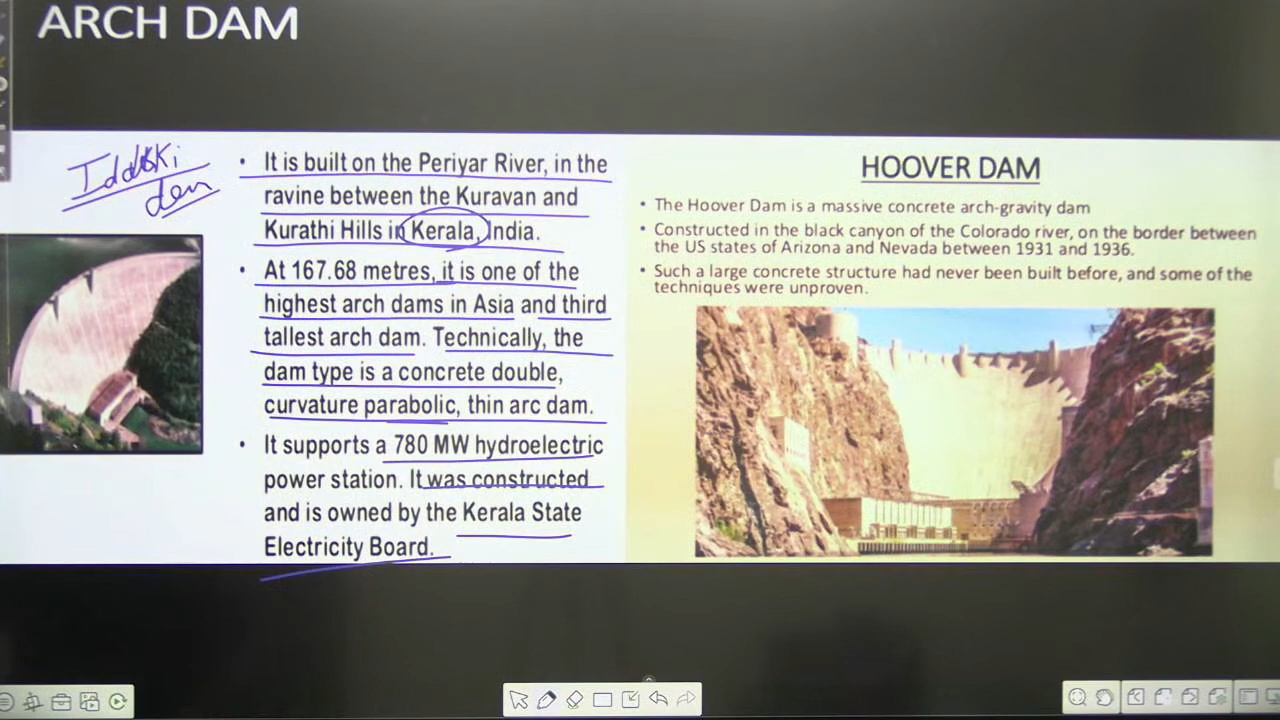 ARCH DAM
Idukki
dem
• It is built on the Periyar River, in the
ravine between the Kuravan and
Kurathi Hills in Kerala, India.
• At 167.68 metres, it is one of the
highest arch dams in Asia and third
tallest arch dam. Technically, the
dam type is a concrete double,
curvature parabolic, thin arc dam.
• It supports a 780 MW hydroelectric
power station. It was constructed
and is owned by the Kerala State
Electricity Board.
HOOVER DAM
• The Hoover Dam is a massive concrete arch-gravity dam
• Constructed in the black canyon of the Colorado river, on the border between
the US states of Arizona and Nevada between 1931 and 1936.
• Such a large concrete structure had never been built before, and some of the
techniques were unproven.